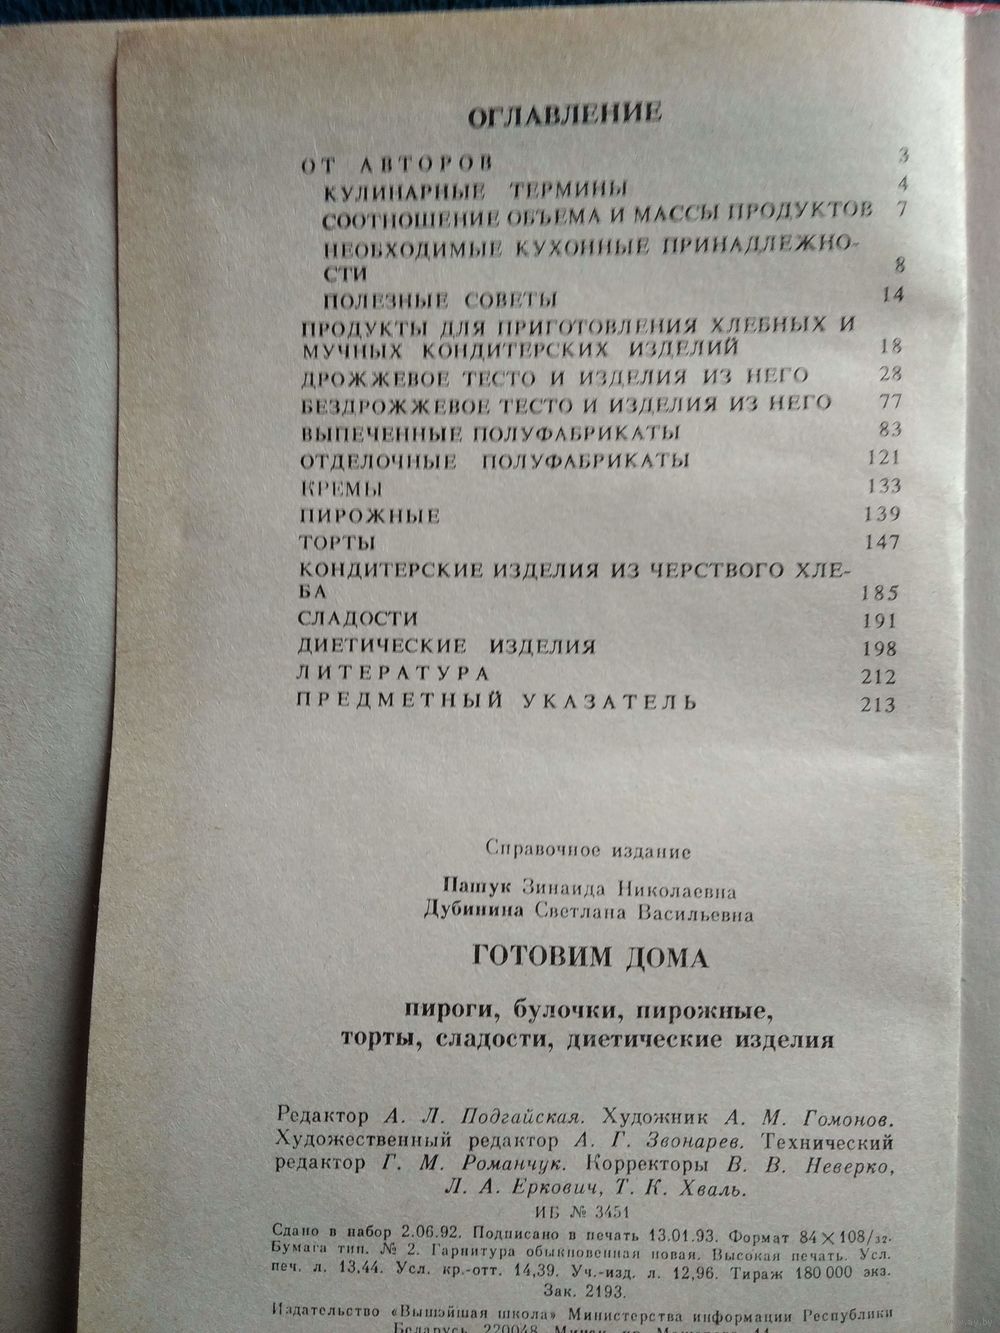 ОГЛАВЛЕНИЕ
ОТ АВТОРОВ 3
КУЛИНАРНЫЕ ТЕРМИНЫ 4
СООТНОШЕНИЕ ОБЪЕМА И МАССЫ ПРОДУКТОВ 7
НЕОБХОДИМЫЕ КУХОННЫЕ ПРИНАДЛЕЖНО-
СТИ 8
ПОЛЕЗНЫЕ СОВЕТЫ 14
ПРОДУКТЫ ДЛЯ ПРИГОТОВЛЕНИЯ ХЛЕБНЫХ И
МУЧНЫХ КОНДИТЕРСКИХ ИЗДЕЛИЙ 18
ДРОЖЖЕВОЕ ТЕСТО И ИЗДЕЛИЯ ИЗ НЕГО 28
БЕЗДРОЖЖЕВОЕ ТЕСТО И ИЗДЕЛИЯ ИЗ НЕГО 77
ВЫПЕЧЕННЫЕ ПОЛУФАБРИКАТЫ 83
ОТДЕЛОЧНЫЕ ПОЛУФАБРИКАТЫ 121
КРЕМЫ 133
ПИРОЖНЫЕ 139
ТОРТЫ 147
КОНДИТЕРСКИЕ ИЗДЕЛИЯ ИЗ ЧЕРСТВОГО ХЛЕ-
БА 185
СЛАДОСТИ 191
ДИЕТИЧЕСКИЕ ИЗДЕЛИЯ 198
ЛИТЕРАТУРА 212
ПРЕДМЕТНЫЙ УКАЗАТЕЛЬ 213
Справочное издание
Пашук Зинаида Николаевна
Дубинина Светлана Васильевна
ГОТОВИМ ДОМА
пироги, булочки, пирожные,
торты, сладости, диетические изделия
Редактор А. Л. Подгайская. Художник А. М. Гомонов.
Художественный редактор А. Г. Звонарев. Технический
редактор Г. М. Романчук. Корректоры В. В. Неверко,
Л. А. Еркович, Т. К. Хваль.
ИБ № 3451
Сдано в набор 2.06.92. Подписано в печать 13.01.93. Формат 84×108/32.
Бумага тип. № 2. Гарнитура обыкновенная новая. Высокая печать. Усл.
печ. л. 13,44. Усл. кр.-отт. 14,39. Уч.-изд. л. 12,96. Тираж 180 000 экз.
Зак. 2193.
Издательство «Вышэйшая школа» Министерства информации Республики
Беларусь. 220048, Минск